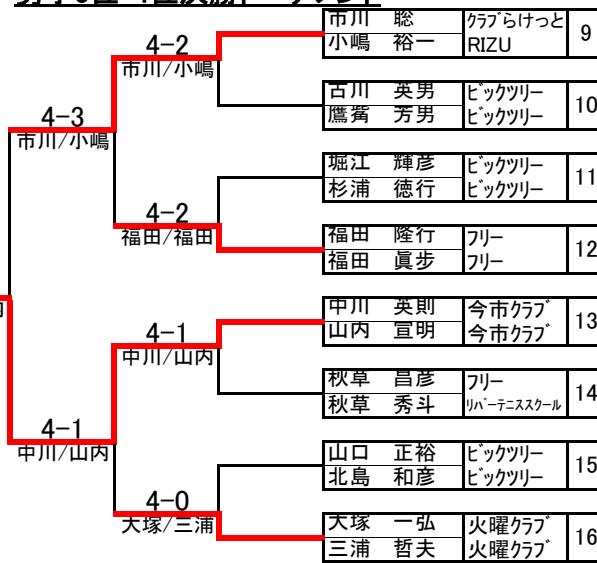 市川 聡 クラブらけっと 9
小嶋 裕一 RIZU
4-2
市川/小嶋
古川 英男 ビックツリー 10
鷹觜 芳男 ビックツリー
4-3
市川/小嶋
堀江 輝彦 ビックツリー 11
杉浦 徳行 ビックツリー
4-2
福田/福田
福田 隆行 フリー 12
福田 眞歩 フリー
中川 英則 今市クラブ 13
山内 宣明 今市クラブ
4-1
中川/山内
秋草 昌彦 フリー 14
秋草 秀斗 リバーテニススクール
4-1
中川/山内
山口 正裕 ビックツリー 15
北島 和彦 ビックツリー
4-0
大塚/三浦
大塚 一弘 火曜クラブ 16
三浦 哲夫 火曜クラブ